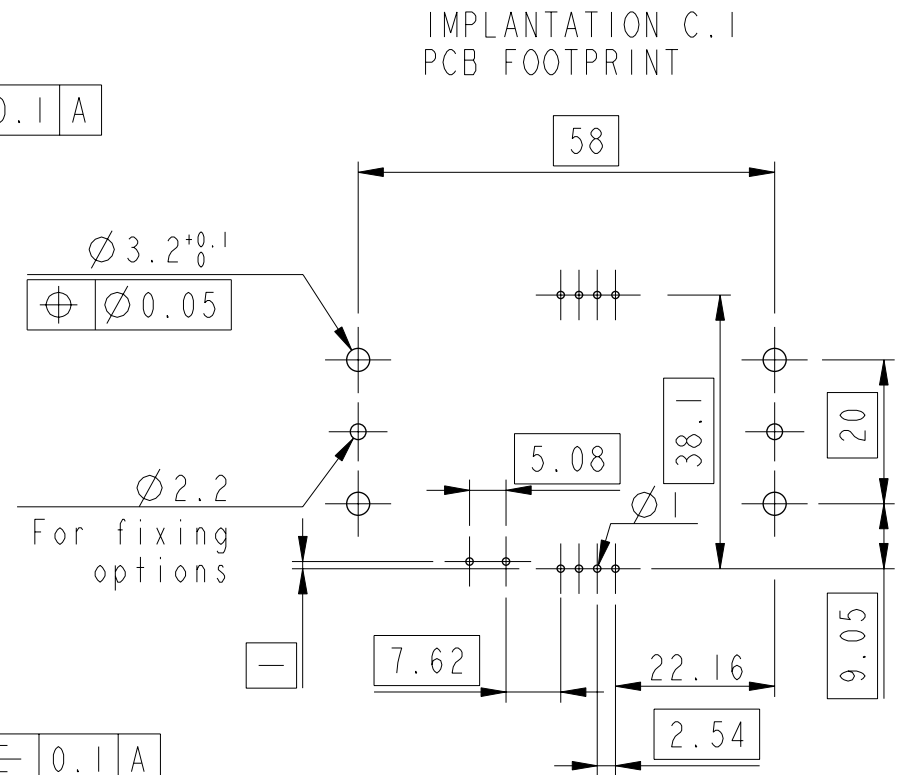 IMPLANTATION C.I
PCB FOOTPRINT
0.1 A
58
Ø3.2 +0.1 0
⌖ Ø0.05
38.1
20
5.08
Ø2.2
Ø1
For fixing
options
9.05
1
7.62
22.16
2.54
0.1 A